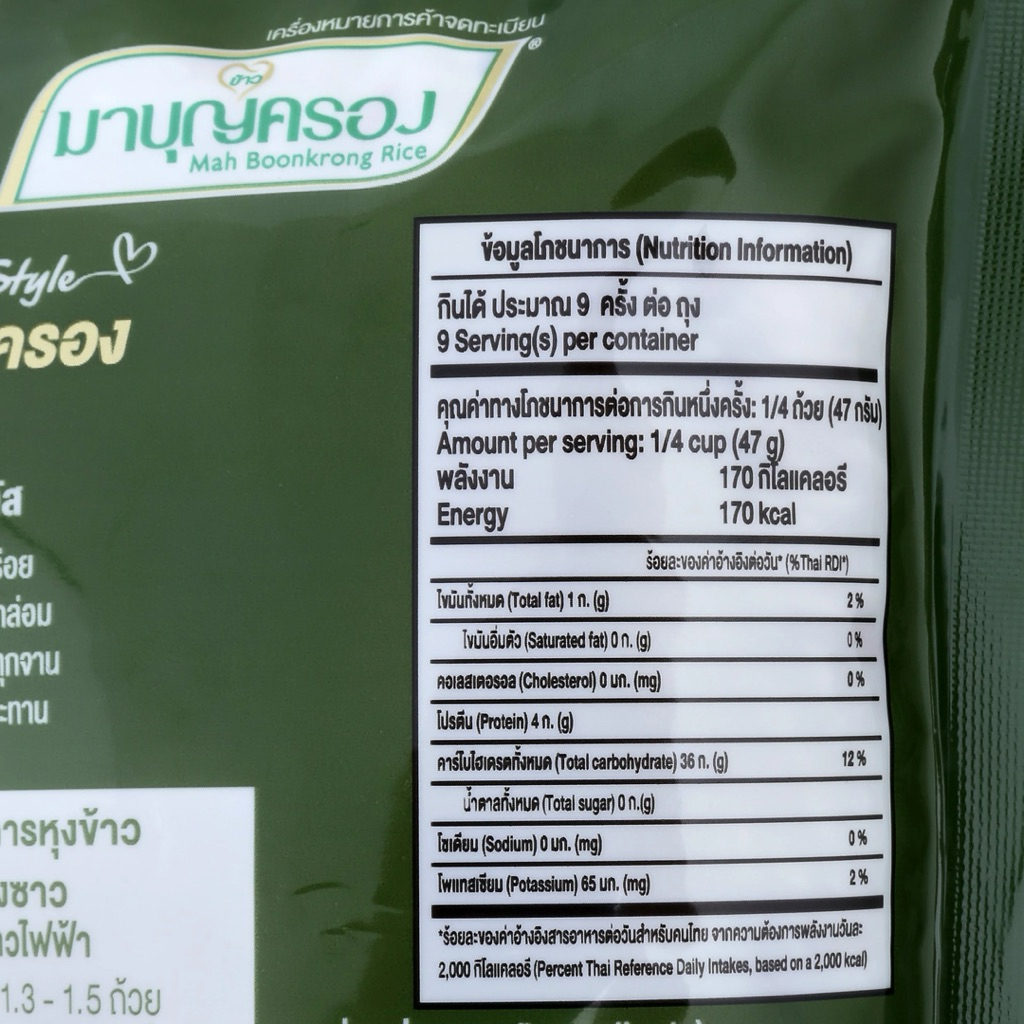 เครื่องหมายการค้าจดทะเบียน
ข้าว
มาบุญครอง®
Mah Boonkrong Rice
Style
ครอง
ล่อม
ทุกจาน
ะทาน
ารหุงข้าว
งซาว
าวไฟฟ้า
1.3 - 1.5 ถ้วย
ข้อมูลโภชนาการ (Nutrition Information)
กินได้ ประมาณ 9 ครั้ง ต่อ ถุง
9 Serving(s) per container
คุณค่าทางโภชนาการต่อการกินหนึ่งครั้ง: 1/4 ถ้วย (47 กรัม)
Amount per serving: 1/4 cup (47 g)
พลังงาน 170 กิโลแคลอรี
Energy 170 kcal
ร้อยละของค่าอ้างอิงต่อวัน* (%Thai RDI*)
ไขมันทั้งหมด (Total fat) 1 ก. (g) 2%
ไขมันอิ่มตัว (Saturated fat) 0 ก. (g) 0%
คอเลสเตอรอล (Cholesterol) 0 มก. (mg) 0%
โปรตีน (Protein) 4 ก. (g)
คาร์โบไฮเดรตทั้งหมด (Total carbohydrate) 36 ก. (g) 12%
น้ำตาลทั้งหมด (Total sugar) 0 ก.(g)
โซเดียม (Sodium) 0 มก. (mg) 0%
โพแทสเซียม (Potassium) 65 มก. (mg) 2%
*ร้อยละของค่าอ้างอิงสารอาหารต่อวันสำหรับคนไทย จากความต้องการพลังงานวันละ
2,000 กิโลแคลอรี (Percent Thai Reference Daily Intakes, based on a 2,000 kcal)